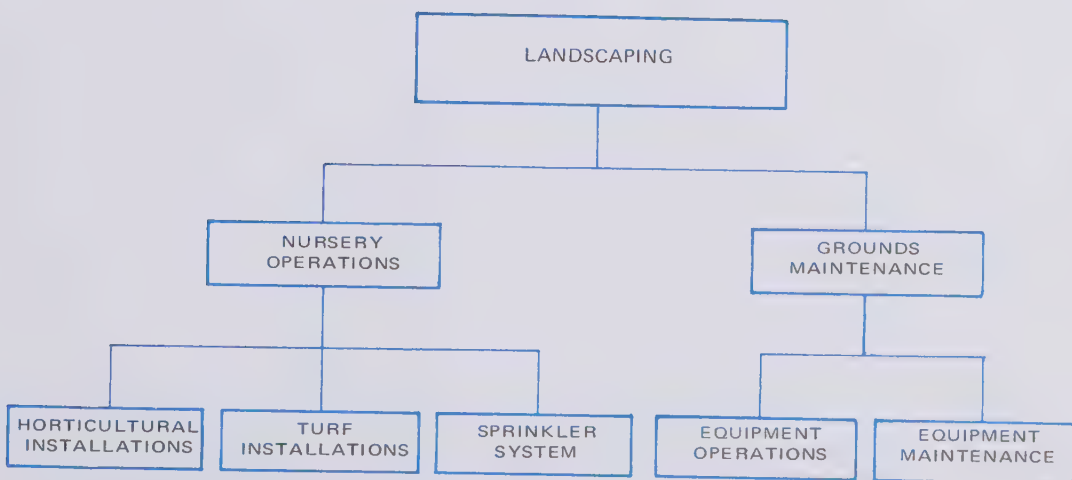 LANDSCAPING
NURSERY
OPERATIONS
GROUNDS
MAINTENANCE
HORTICULTURAL
INSTALLATIONS
TURF
INSTALLATIONS
SPRINKLER
SYSTEM
EQUIPMENT
OPERATIONS
EQUIPMENT
MAINTENANCE